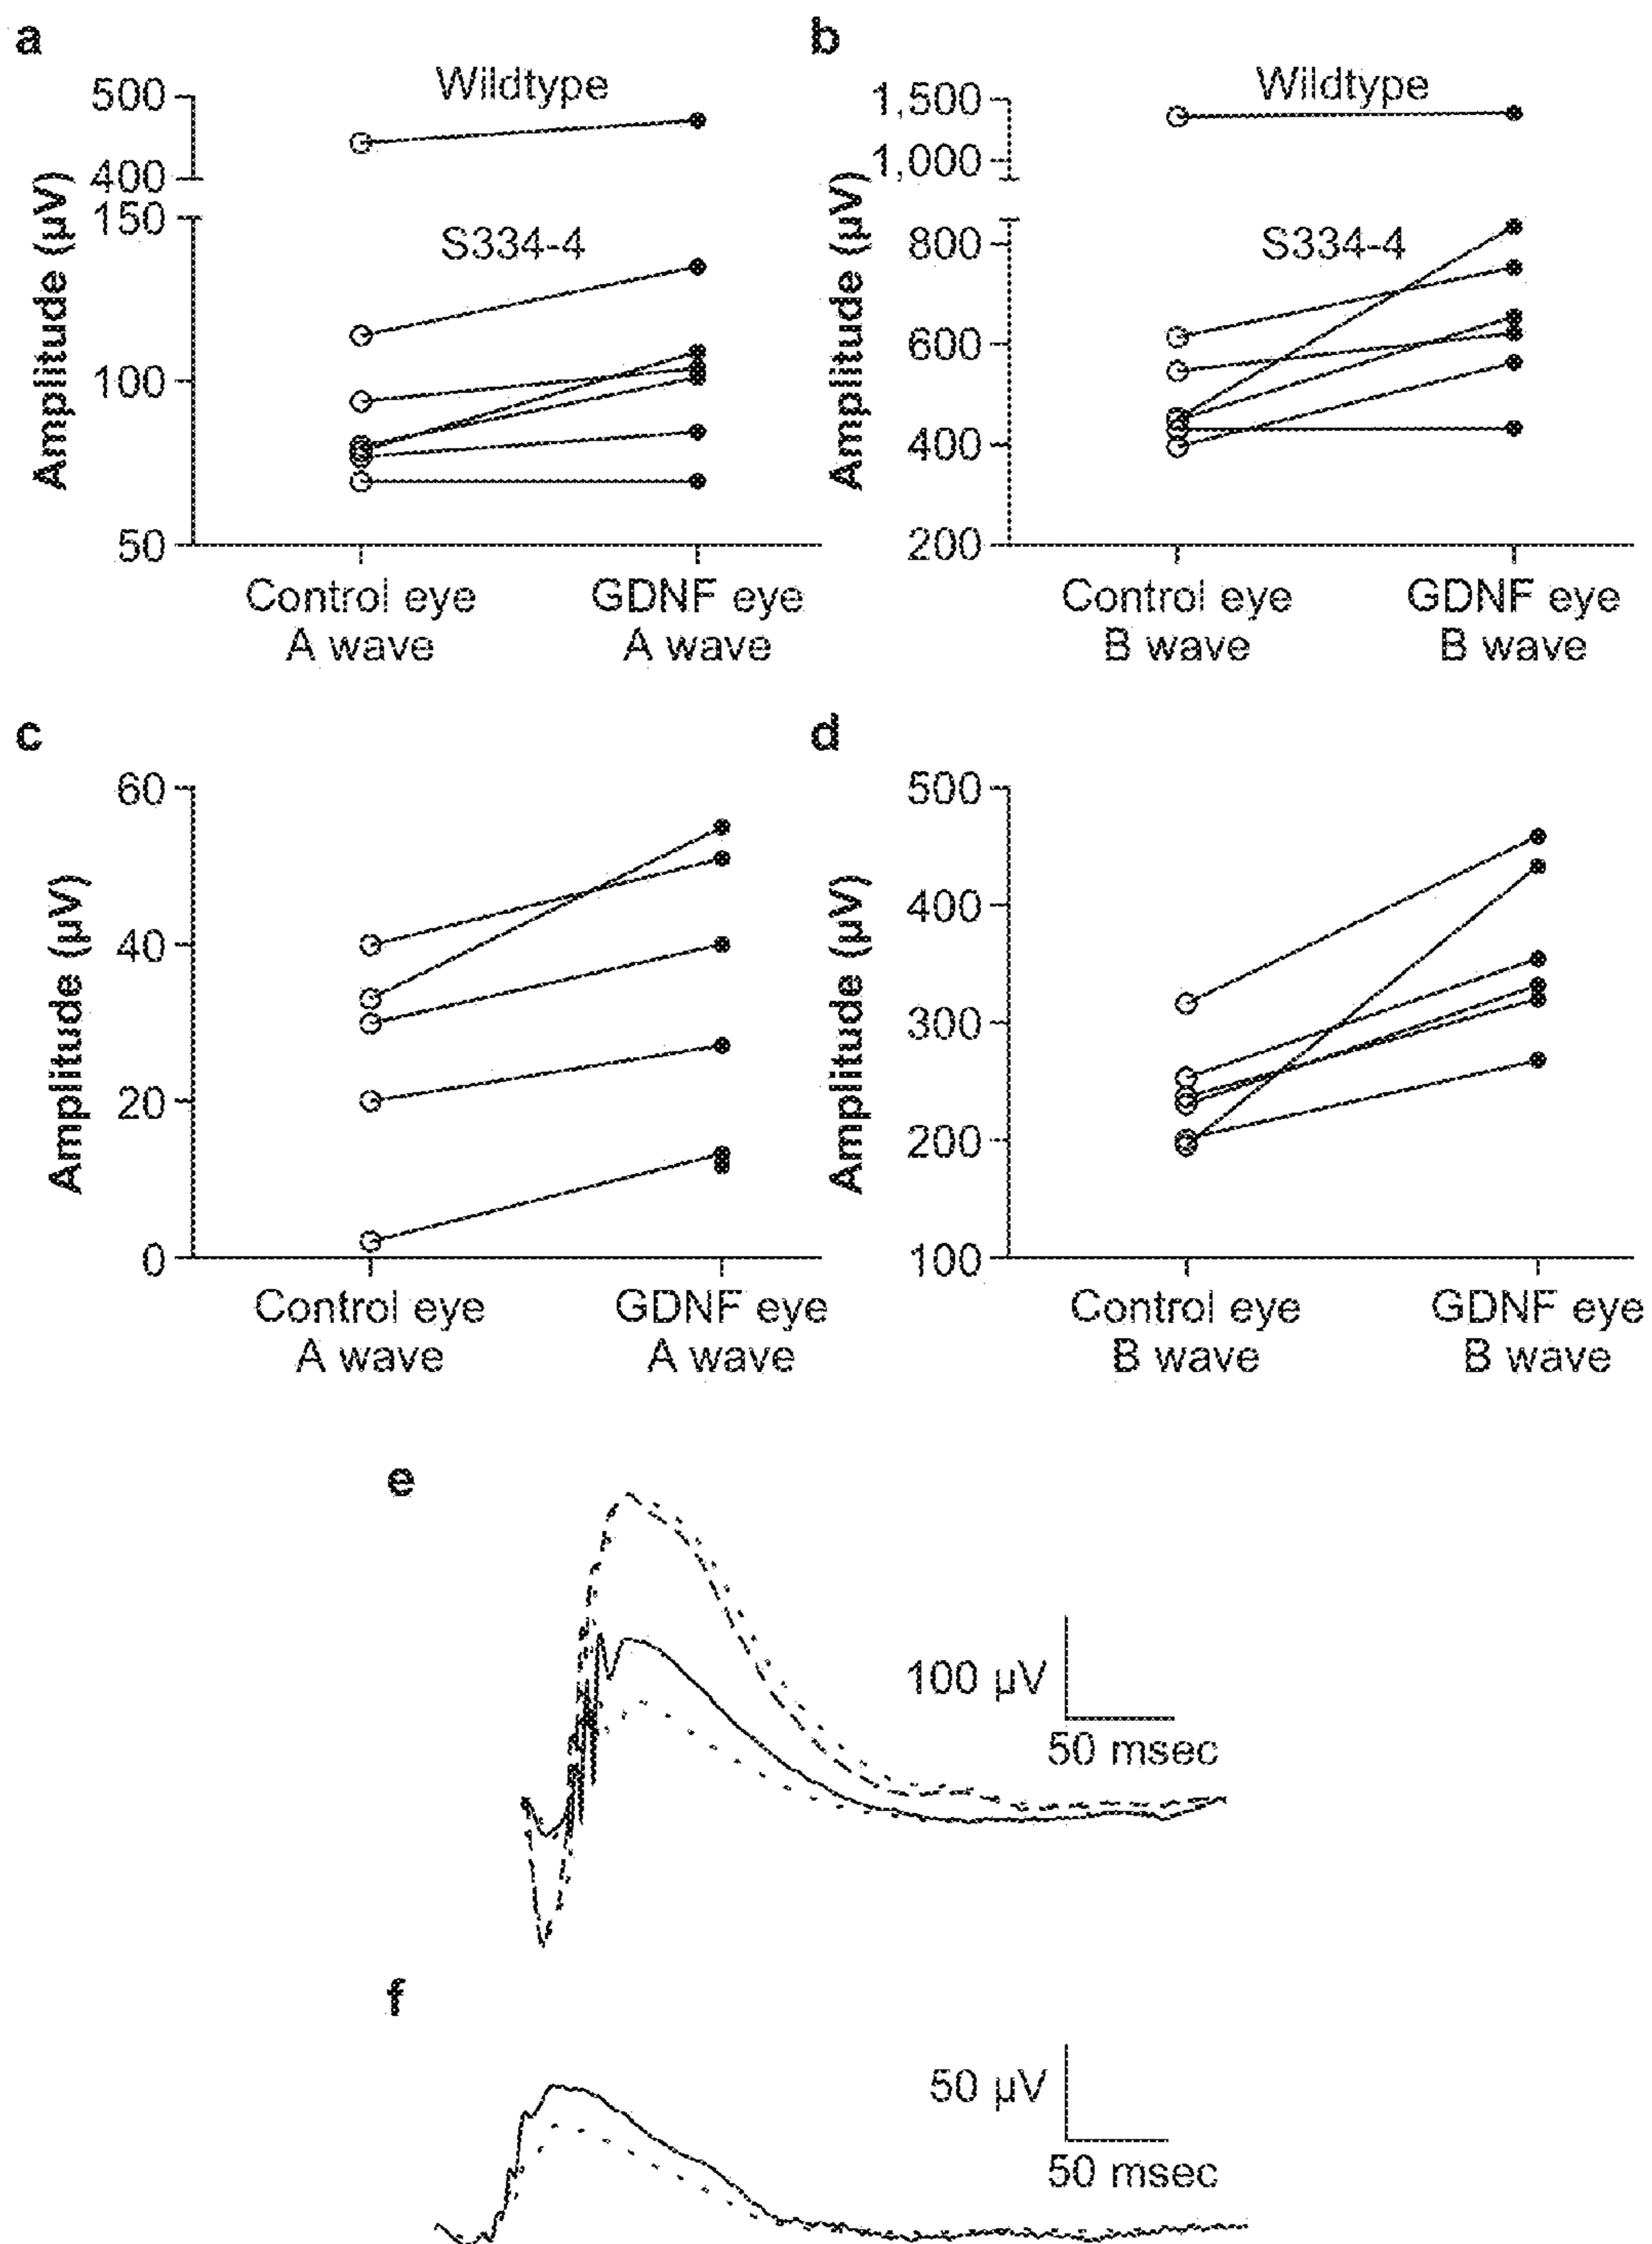 a
Wildtype
500
400
150
100
50
Amplitude (µV)
S334-4
Control eye
A wave
GDNF eye
A wave
b
Wildtype
1,500
1,000
800
600
400
200
Amplitude (µV)
S334-4
Control eye
B wave
GDNF eye
B wave
c
60
40
20
0
Amplitude (µV)
Control eye
A wave
GDNF eye
A wave
d
500
400
300
200
100
Amplitude (µV)
Control eye
B wave
GDNF eye
B wave
e
100 µV
50 msec
f
50 µV
50 msec